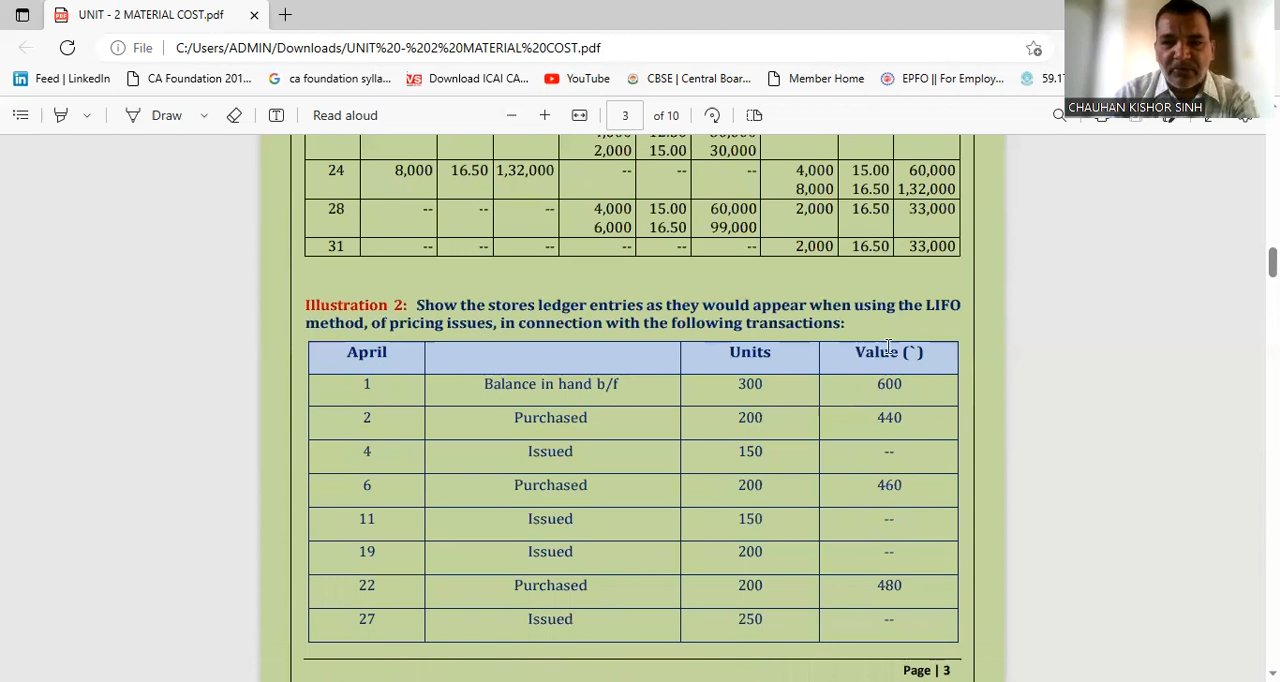 UNIT - 2 MATERIAL COST.pdf
File C:/Users/ADMIN/Downloads/UNIT%20-%202%20MATERIAL%20COST.pdf
Feed | LinkedIn CA Foundation 201... ca foundation sylla... Download ICAI CA... YouTube CBSE | Central Boar... Member Home EPFO || For Employ... 59.1
CHAUHAN KISHOR SINH
Draw Read aloud 3 of 10
2,000 15.00 30,000
24 8,000 16.50 1,32,000 -- -- -- 4,000 15.00 60,000
8,000 16.50 1,32,000
28 -- -- -- 4,000 15.00 60,000 2,000 16.50 33,000
6,000 16.50 99,000
31 -- -- -- -- -- -- 2,000 16.50 33,000
Illustration 2: Show the stores ledger entries as they would appear when using the LIFO
method, of pricing issues, in connection with the following transactions:
April Units Value (`)
1 Balance in hand b/f 300 600
2 Purchased 200 440
4 Issued 150 --
6 Purchased 200 460
11 Issued 150 --
19 Issued 200 --
22 Purchased 200 480
27 Issued 250 --
Page | 3